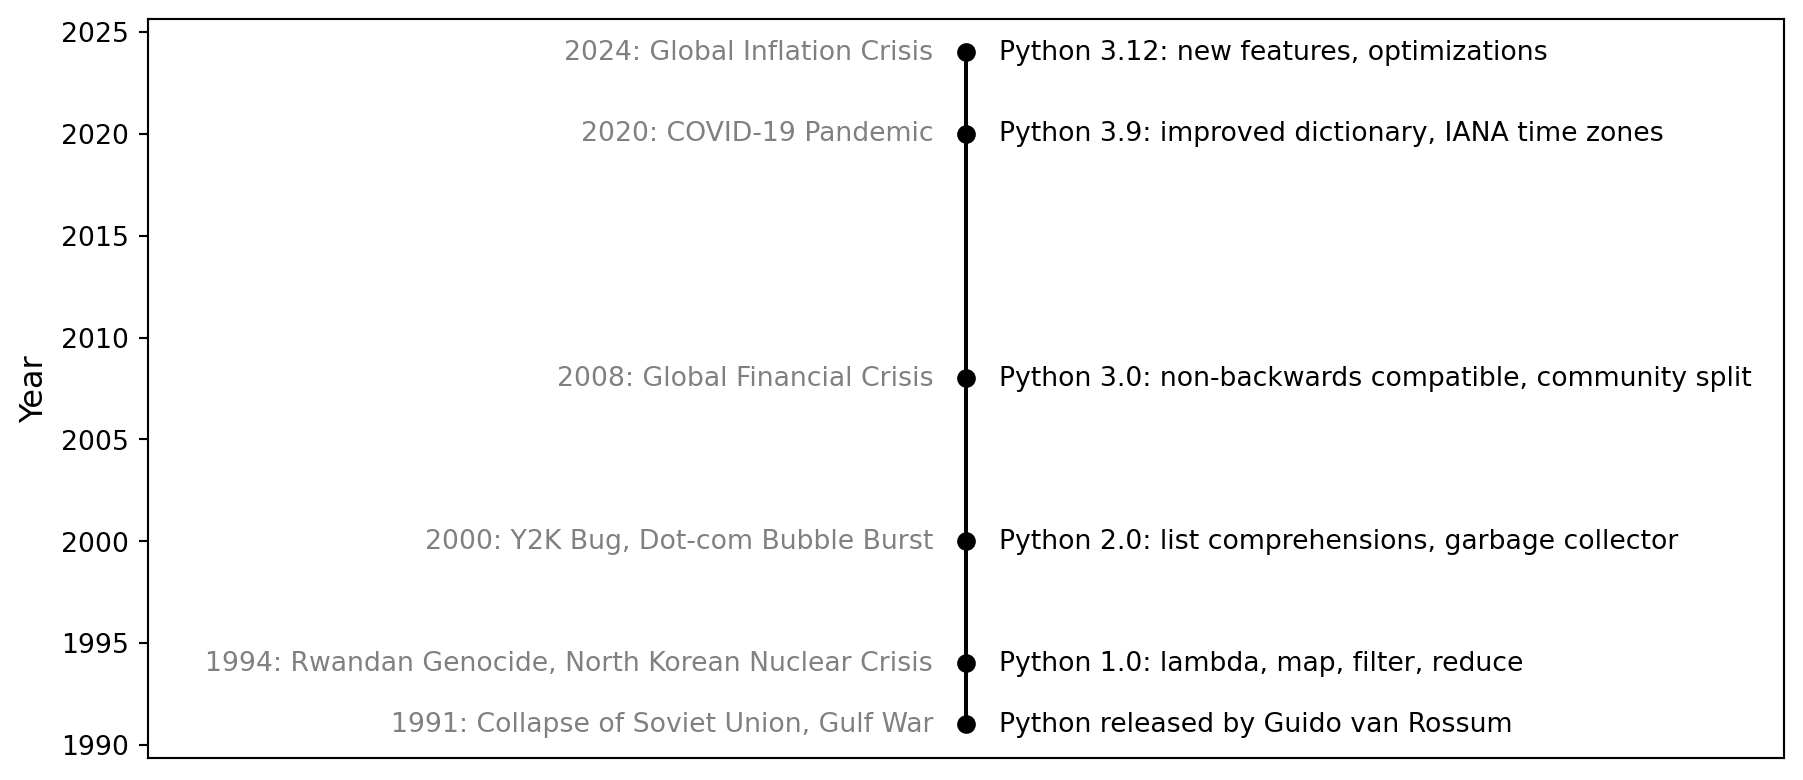 2025
2024: Global Inflation Crisis
Python 3.12: new features, optimizations
2020
2020: COVID-19 Pandemic
Python 3.9: improved dictionary, IANA time zones
2015
2010
2008: Global Financial Crisis
Python 3.0: non-backwards compatible, community split
Year
2005
2000
2000: Y2K Bug, Dot-com Bubble Burst
Python 2.0: list comprehensions, garbage collector
1995
1994: Rwandan Genocide, North Korean Nuclear Crisis
Python 1.0: lambda, map, filter, reduce
1991: Collapse of Soviet Union, Gulf War
Python released by Guido van Rossum
1990